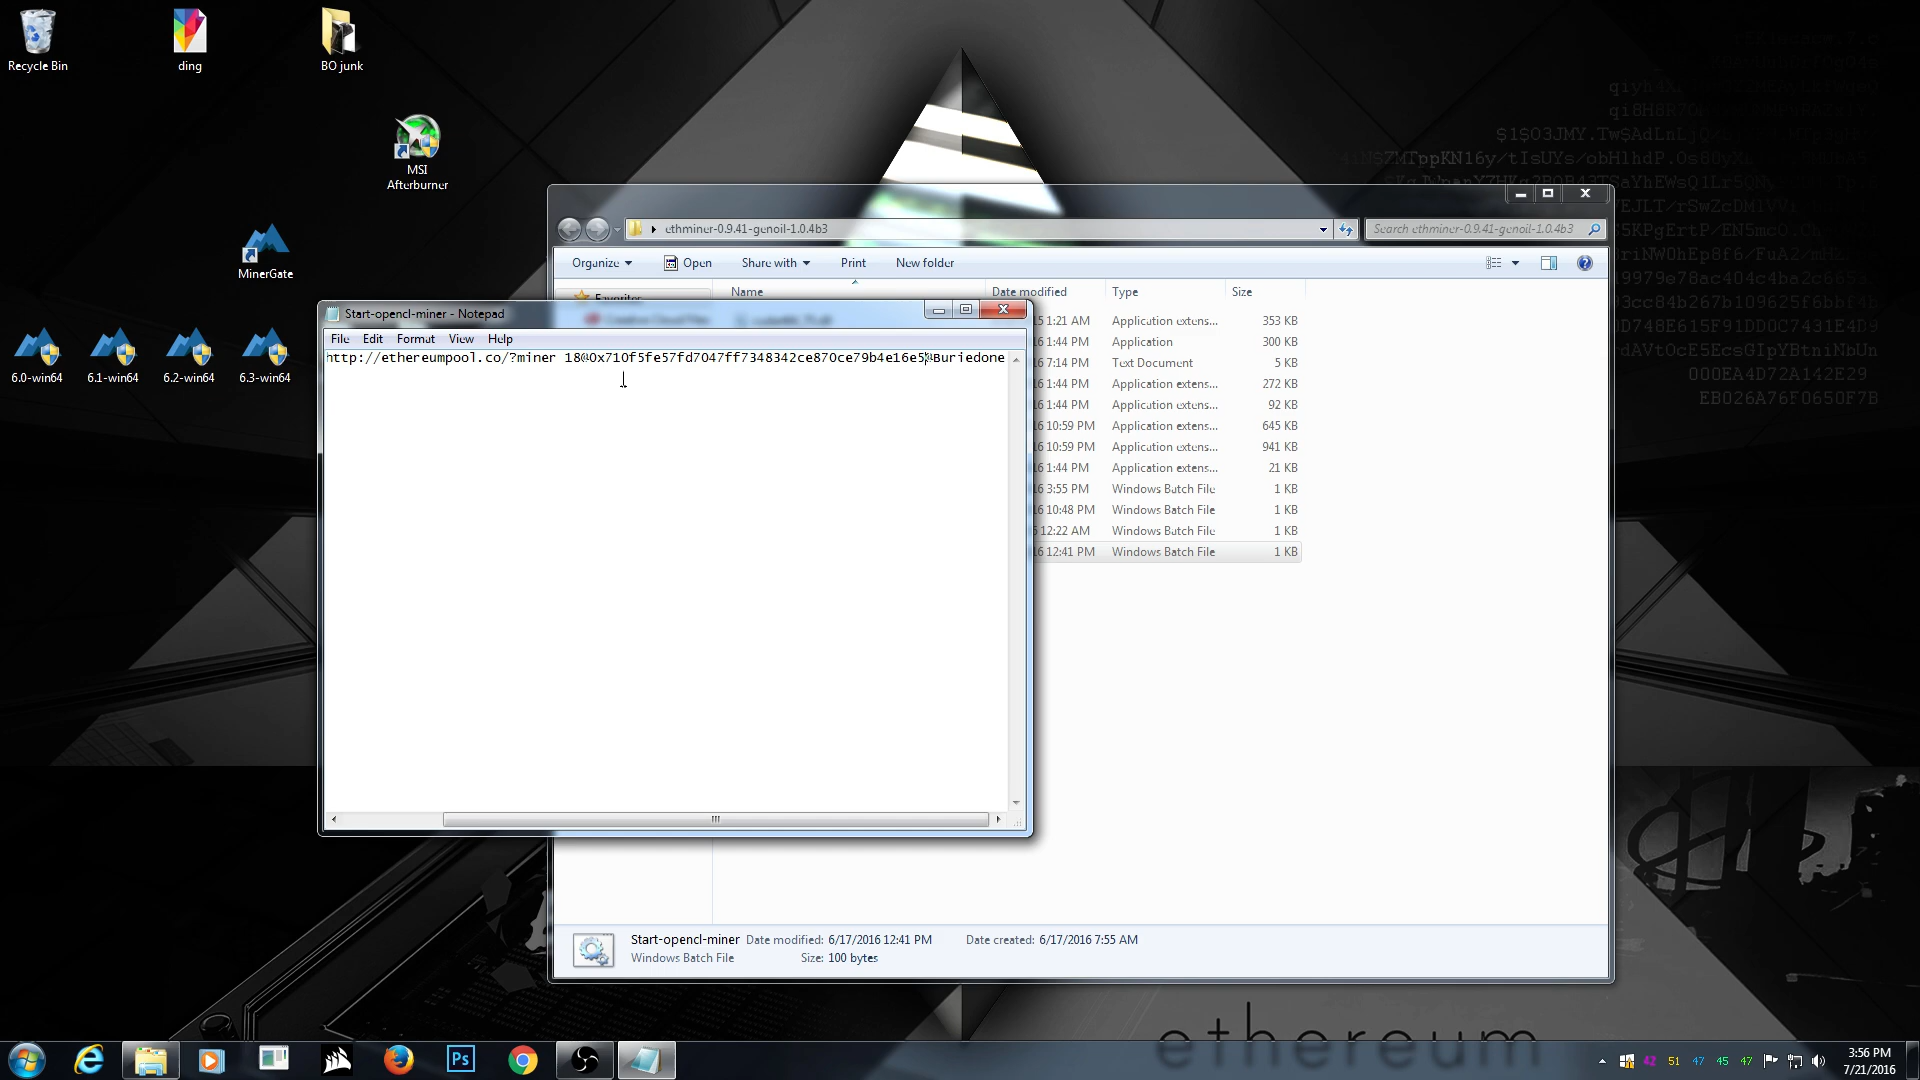 Recycle Bin
ding
BO junk
MSI Afterburner
MinerGate
6.0-win64
6.1-win64
6.2-win64
6.3-win64
ethminer-0.9.41-genoil-1.0.4b3
Search ethminer-0.9.41-genoil-1.0.4b3
Organize
Open
Share with
Print
New folder
Favorites
Name
Date modified
Type
Size
1:21 AM Application extens... 353 KB
1:44 PM Application 300 KB
7:14 PM Text Document 5 KB
1:44 PM Application extens... 272 KB
1:44 PM Application extens... 92 KB
10:59 PM Application extens... 645 KB
10:59 PM Application extens... 941 KB
1:44 PM Application extens... 21 KB
3:55 PM Windows Batch File 1 KB
10:48 PM Windows Batch File 1 KB
12:22 AM Windows Batch File 1 KB
12:41 PM Windows Batch File 1 KB
Start-opencl-miner - Notepad
File Edit Format View Help
http://ethereumpool.co/?miner 18@0x710f5fe57fd7047ff7348342ce870ce79b4e16e5@Buriedone
Start-opencl-miner Date modified: 6/17/2016 12:41 PM Date created: 6/17/2016 7:55 AM
Windows Batch File Size: 100 bytes
ethereum
Ps
42 51 47 45 47
3:56 PM
7/21/2016
000EA4D72A142E29
EB026A76F0650F7B